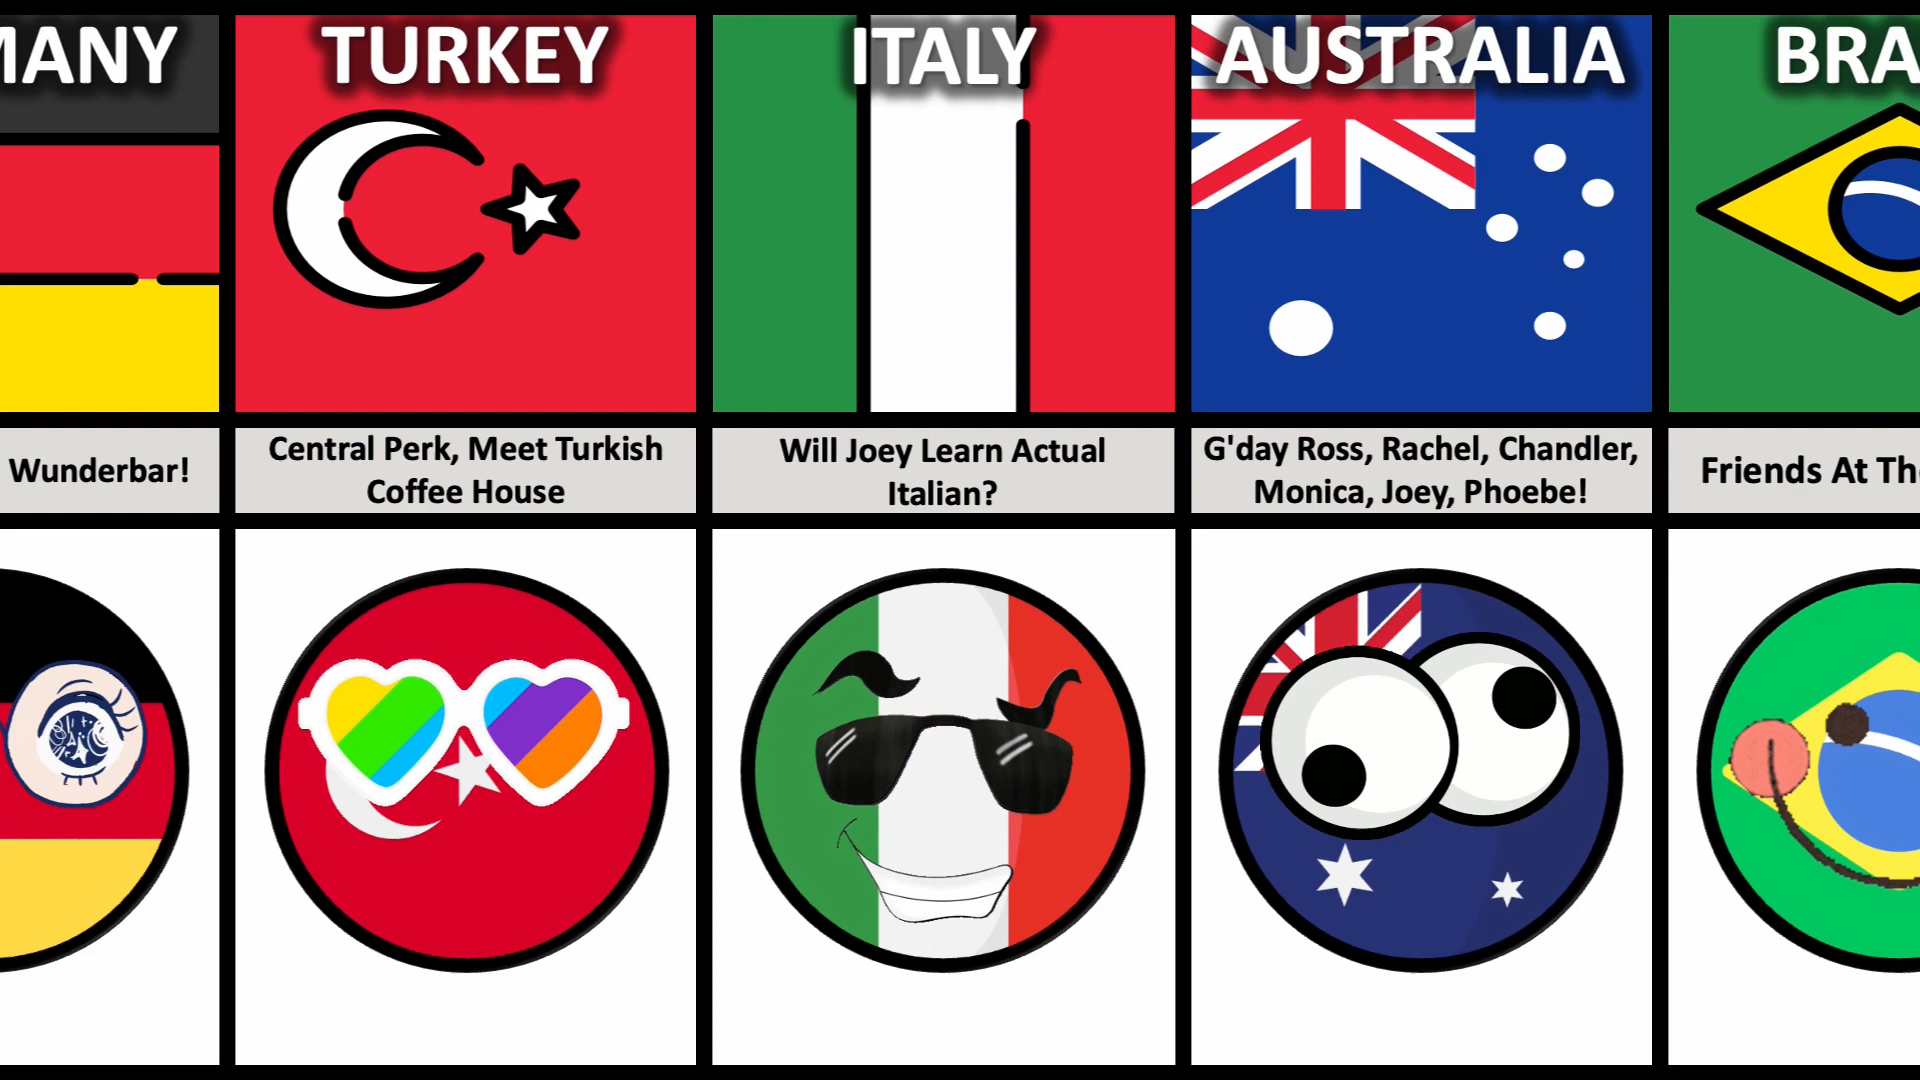 MANY
TURKEY
ITALY
AUSTRALIA
BRA
Wunderbar!
Central Perk, Meet Turkish
Coffee House
Will Joey Learn Actual
Italian?
G'day Ross, Rachel, Chandler,
Monica, Joey, Phoebe!
Friends At The